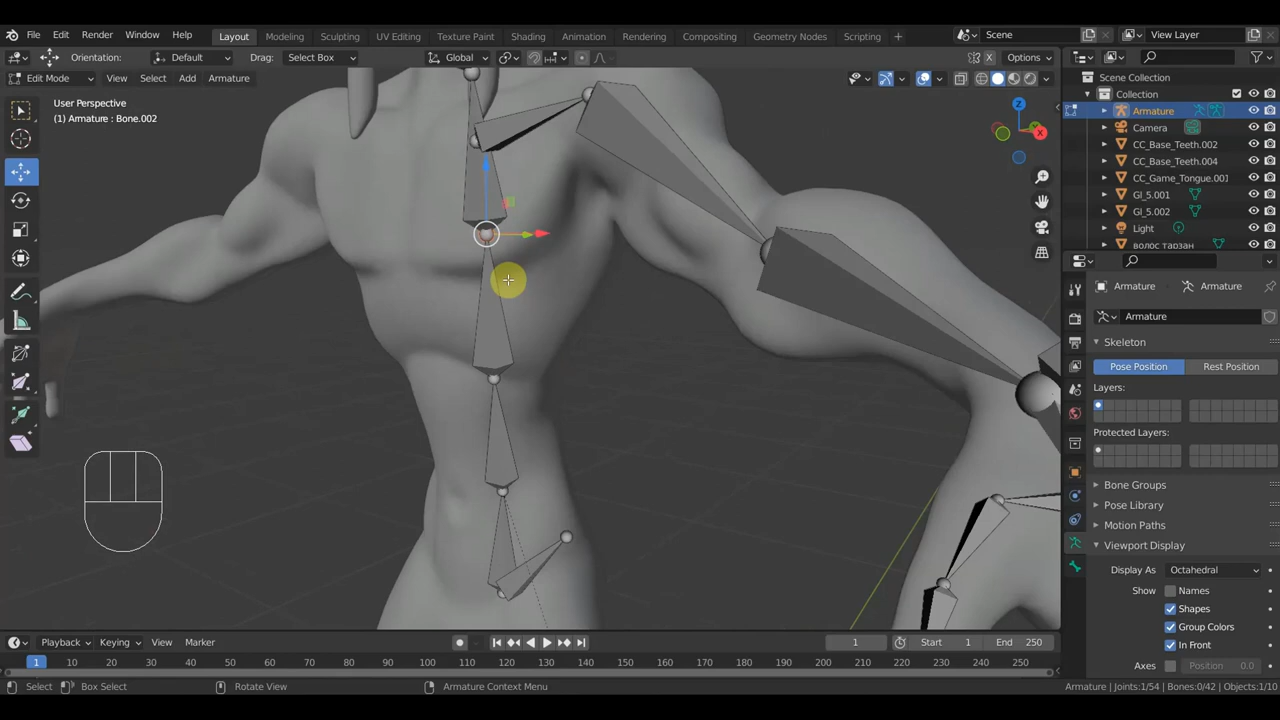 File Edit Render Window Help Layout Modeling Sculpting UV Editing Texture Paint Shading Animation Rendering Compositing Geometry Nodes Scripting + Scene View Layer
Orientation: Default Drag: Select Box Global Options
Edit Mode View Select Add Armature
User Perspective
(1) Armature : Bone.002
Z
X
Scene Collection
Collection
Armature
Camera
CC_Base_Teeth.002
CC_Base_Teeth.004
CC_Game_Tongue.001
GI_5.001
GI_5.002
Light
волос тарзан
Armature Armature
Armature
Skeleton
Pose Position Rest Position
Layers:
Protected Layers:
Bone Groups
Pose Library
Motion Paths
Viewport Display
Display As Octahedral
Show Names
Shapes
Group Colors
In Front
Axes Position 0.0
Playback Keying View Marker 1 Start 1 End 250
1 10 20 30 40 50 60 70 80 90 100 110 120 130 140 150 160 170 180 190 200 210 220 230 240 250
Select Box Select Rotate View Armature Context Menu Armature | Joints:1/54 | Bones:0/42 | Objects:1/10